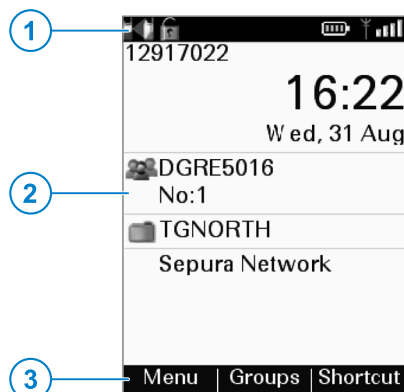 1
12917022
16:22
Wed, 31 Aug
DGRE5016
2
No:1
TGNORTH
Sepura Network
3
Menu | Groups | Shortcut